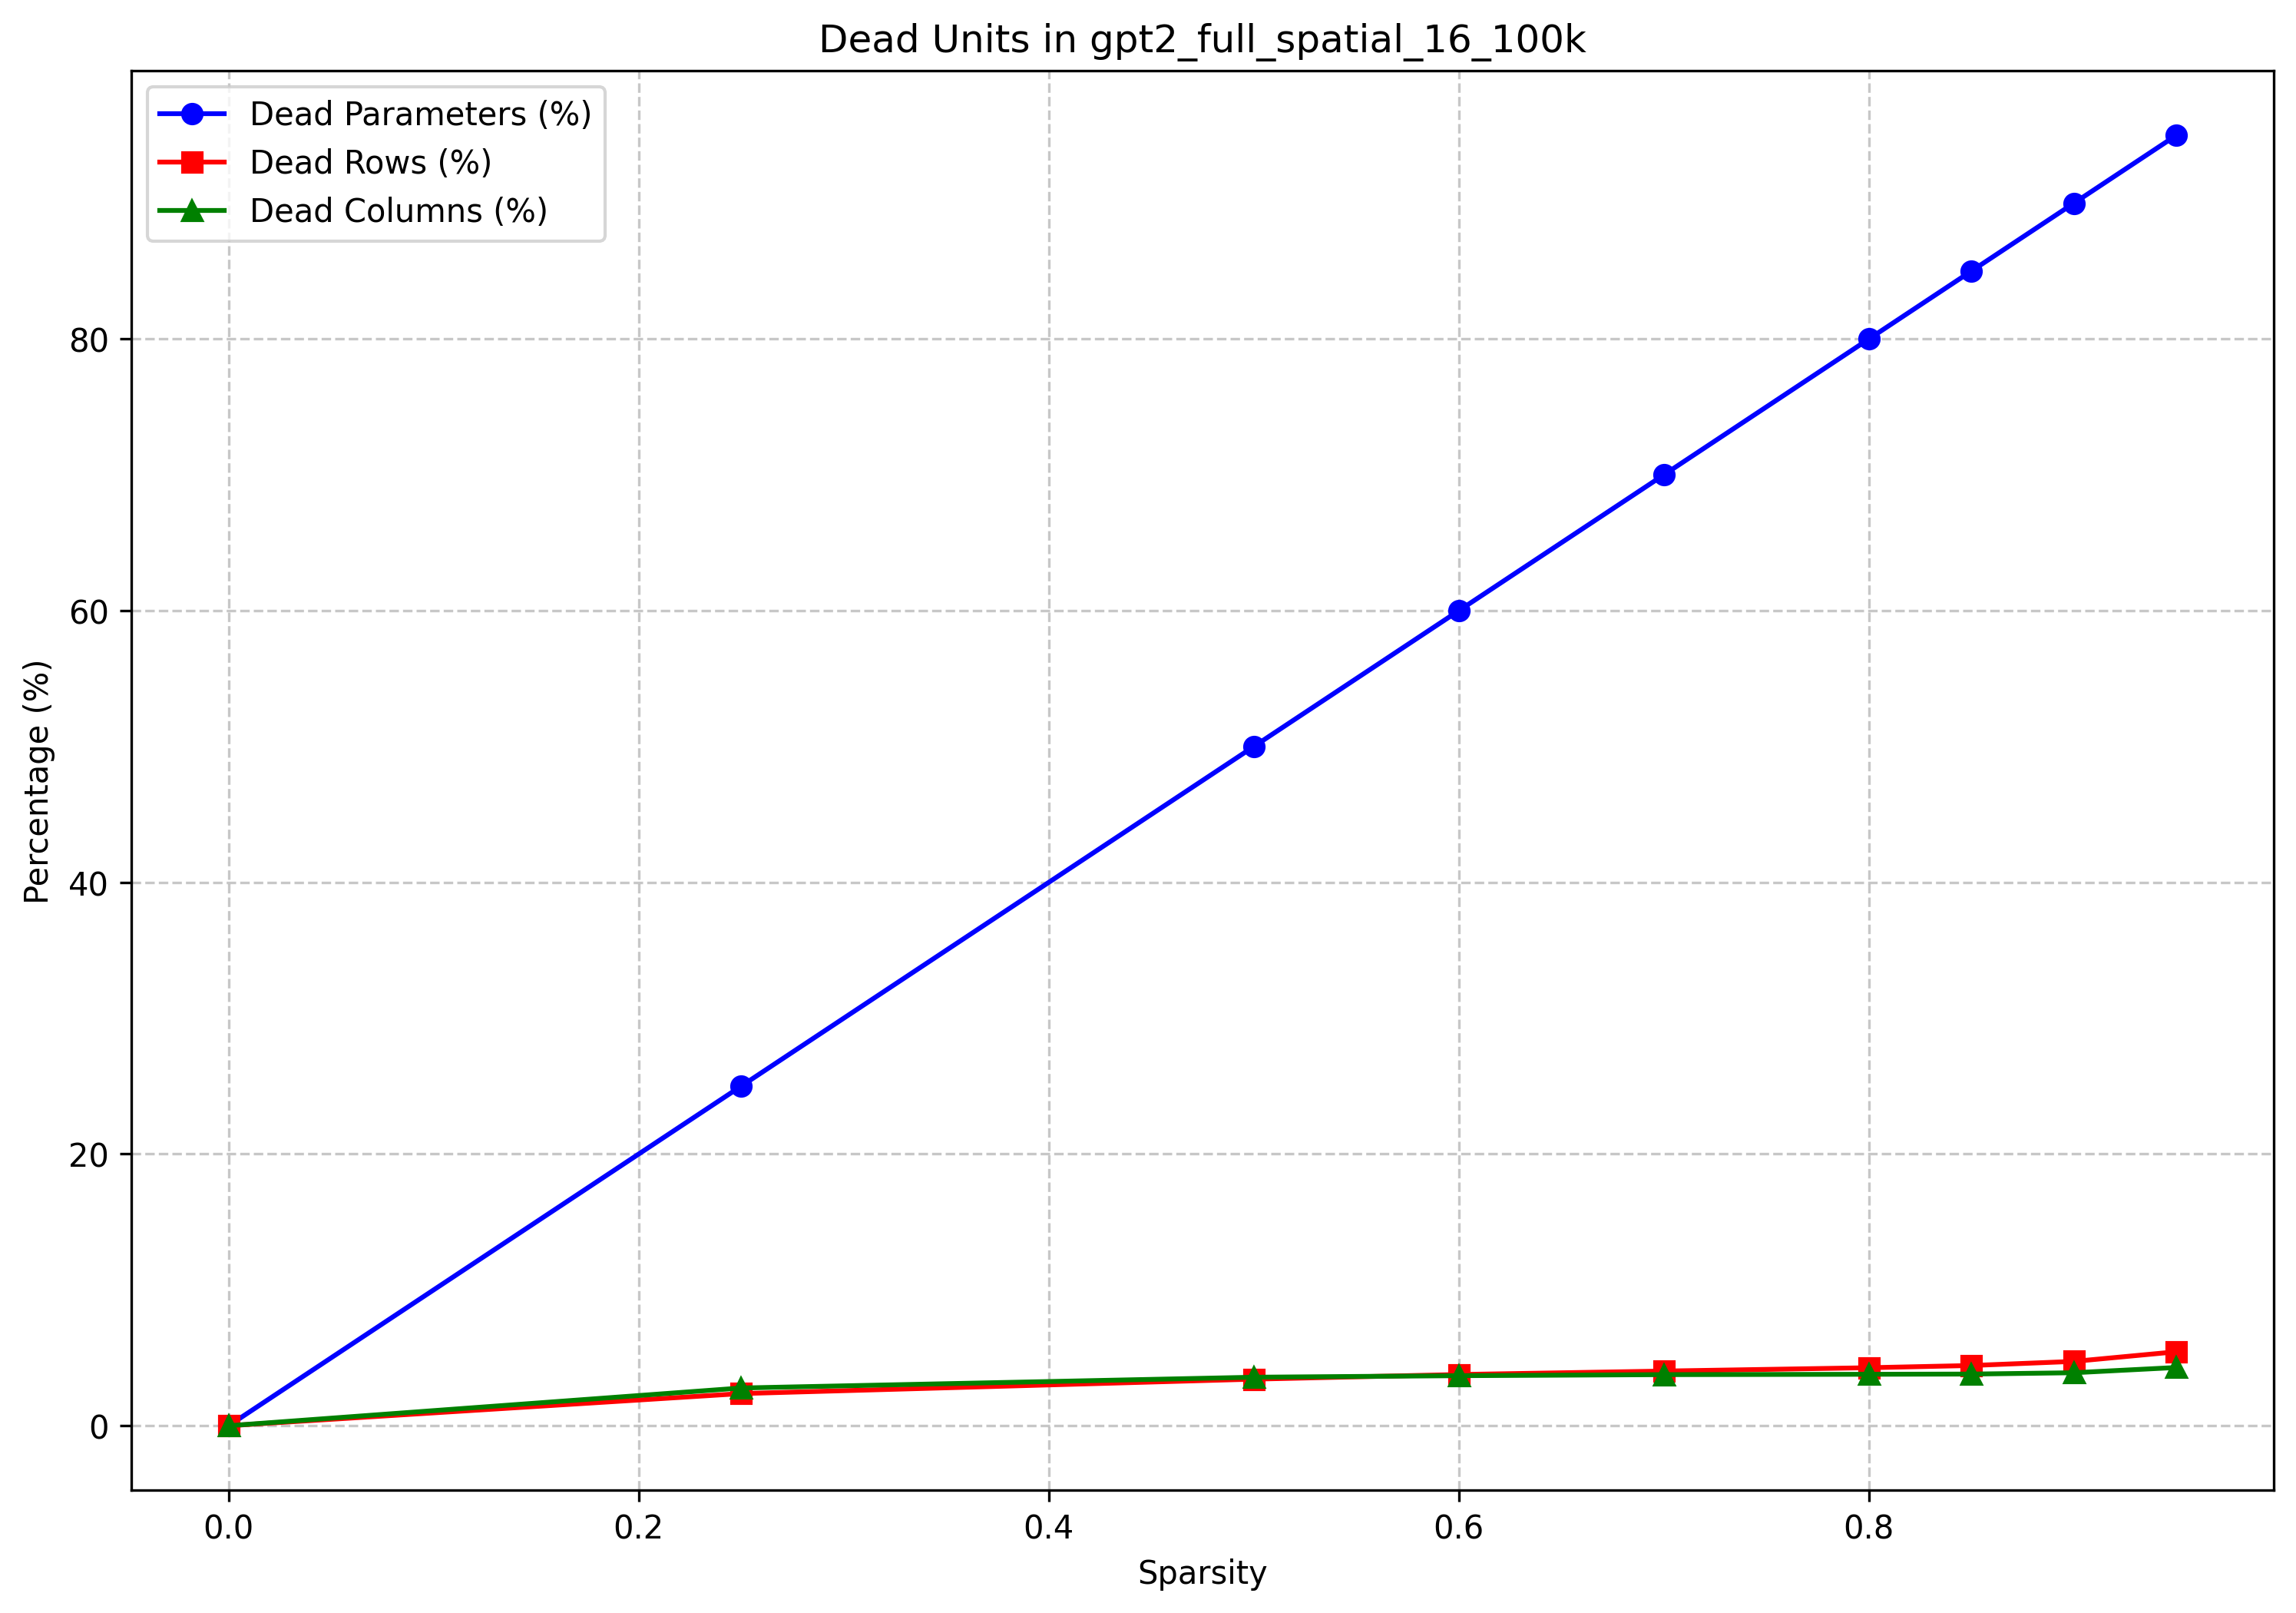 Dead Units in gpt2_full_spatial_16_100k
Dead Parameters (%)
Dead Rows (%)
Dead Columns (%)
Percentage (%)
80
60
40
20
0
0.0 0.2 0.4 0.6 0.8
Sparsity